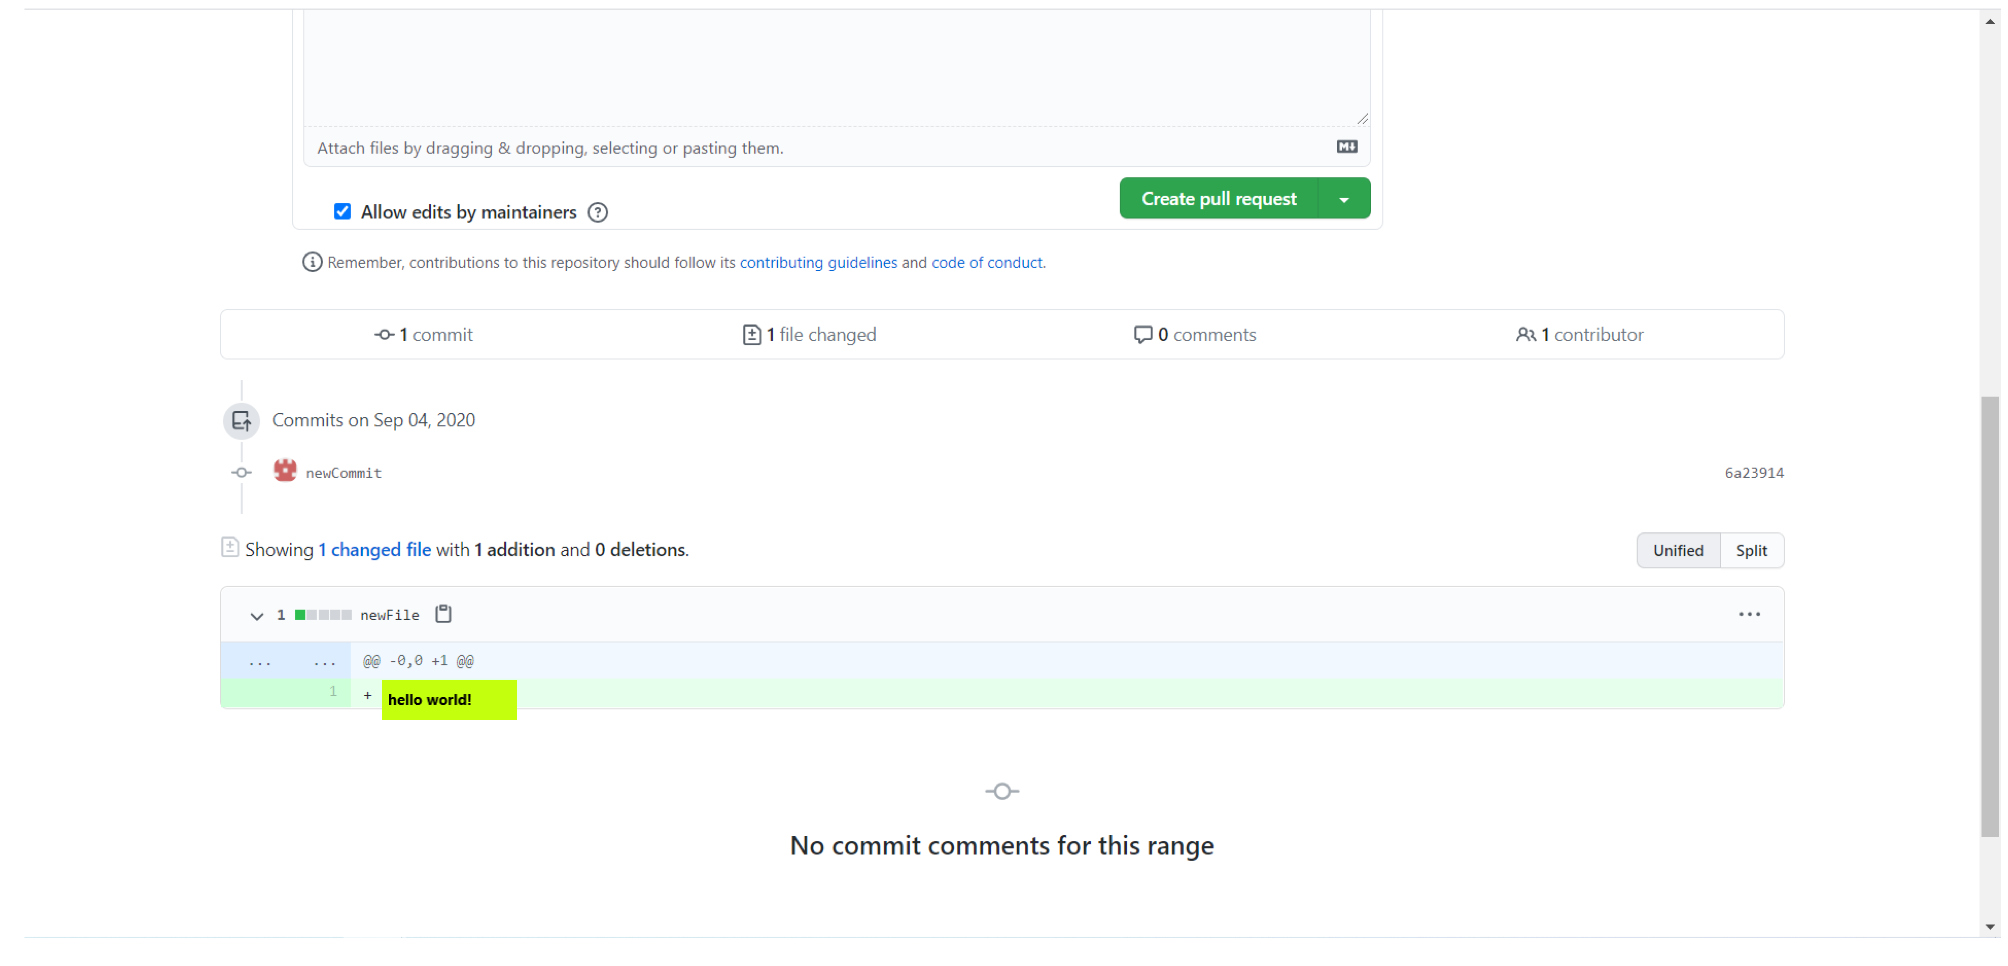 Attach files by dragging & dropping, selecting or pasting them.
Allow edits by maintainers
Create pull request
Remember, contributions to this repository should follow its contributing guidelines and code of conduct.
1 commit 1 file changed 0 comments 1 contributor
Commits on Sep 04, 2020
newCommit 6a23914
Showing 1 changed file with 1 addition and 0 deletions. Unified Split
1 newFile ...
... ... @@ -0,0 +1 @@
1 + hello world!
No commit comments for this range